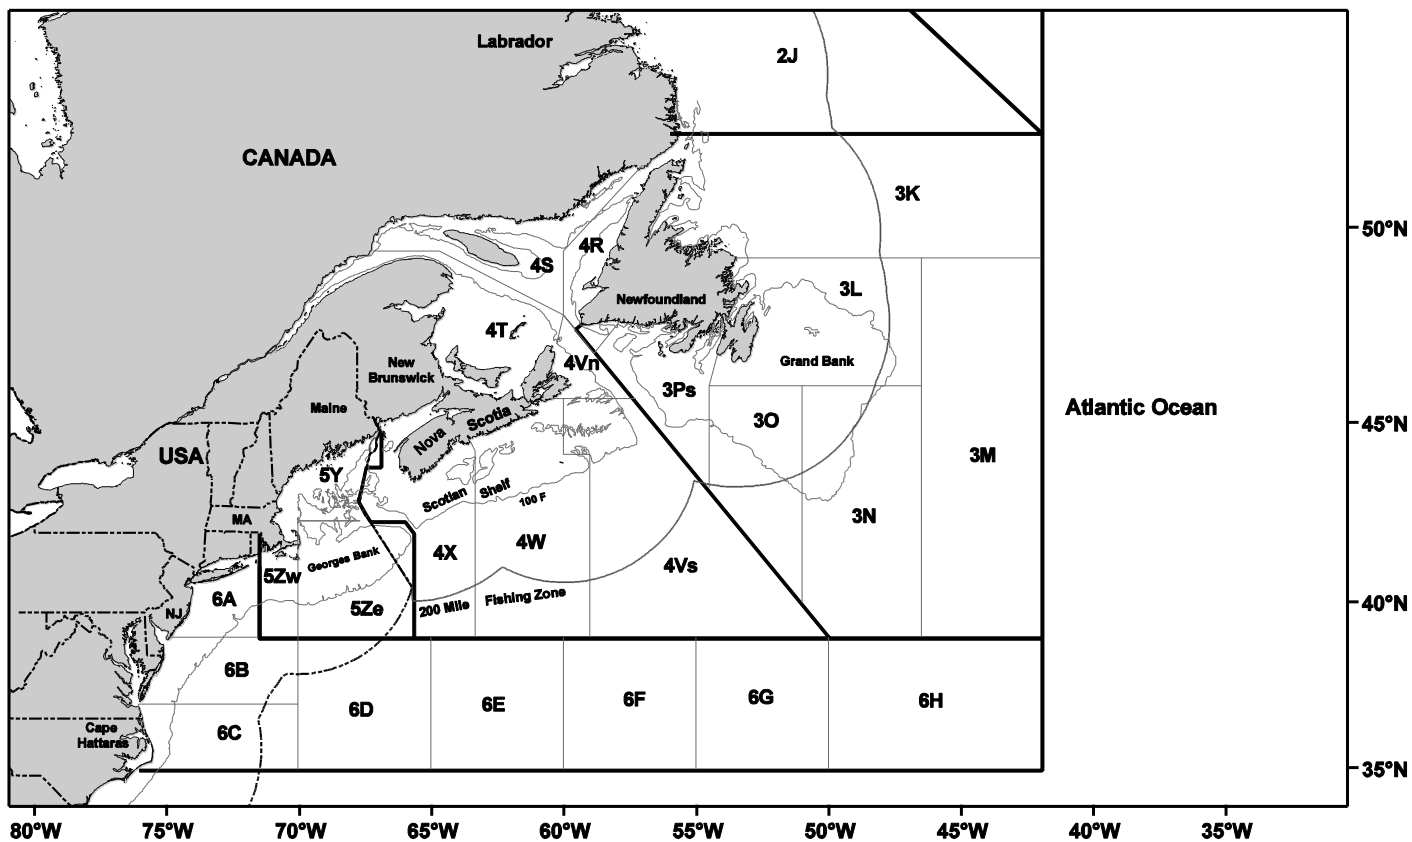 Labrador
2J
CANADA
3K
50°N
4R
4S
3L
Newfoundland
4T
Grand Bank
New
Brunswick
4Vn
3Ps
Maine
Atlantic Ocean
Nova
Scotia
3O
45°N
USA
3M
5Y
Scotian
Shelf
100 F
MA
3N
4W
4X
Georges Bank
4Vs
5Zw
6A
5Ze
200 Mile
Fishing Zone
40°N
NJ
6B
6D
6E
6F
6G
6H
Cape
Hattaras
6C
35°N
80°W 75°W 70°W 65°W 60°W 55°W 50°W 45°W 40°W 35°W